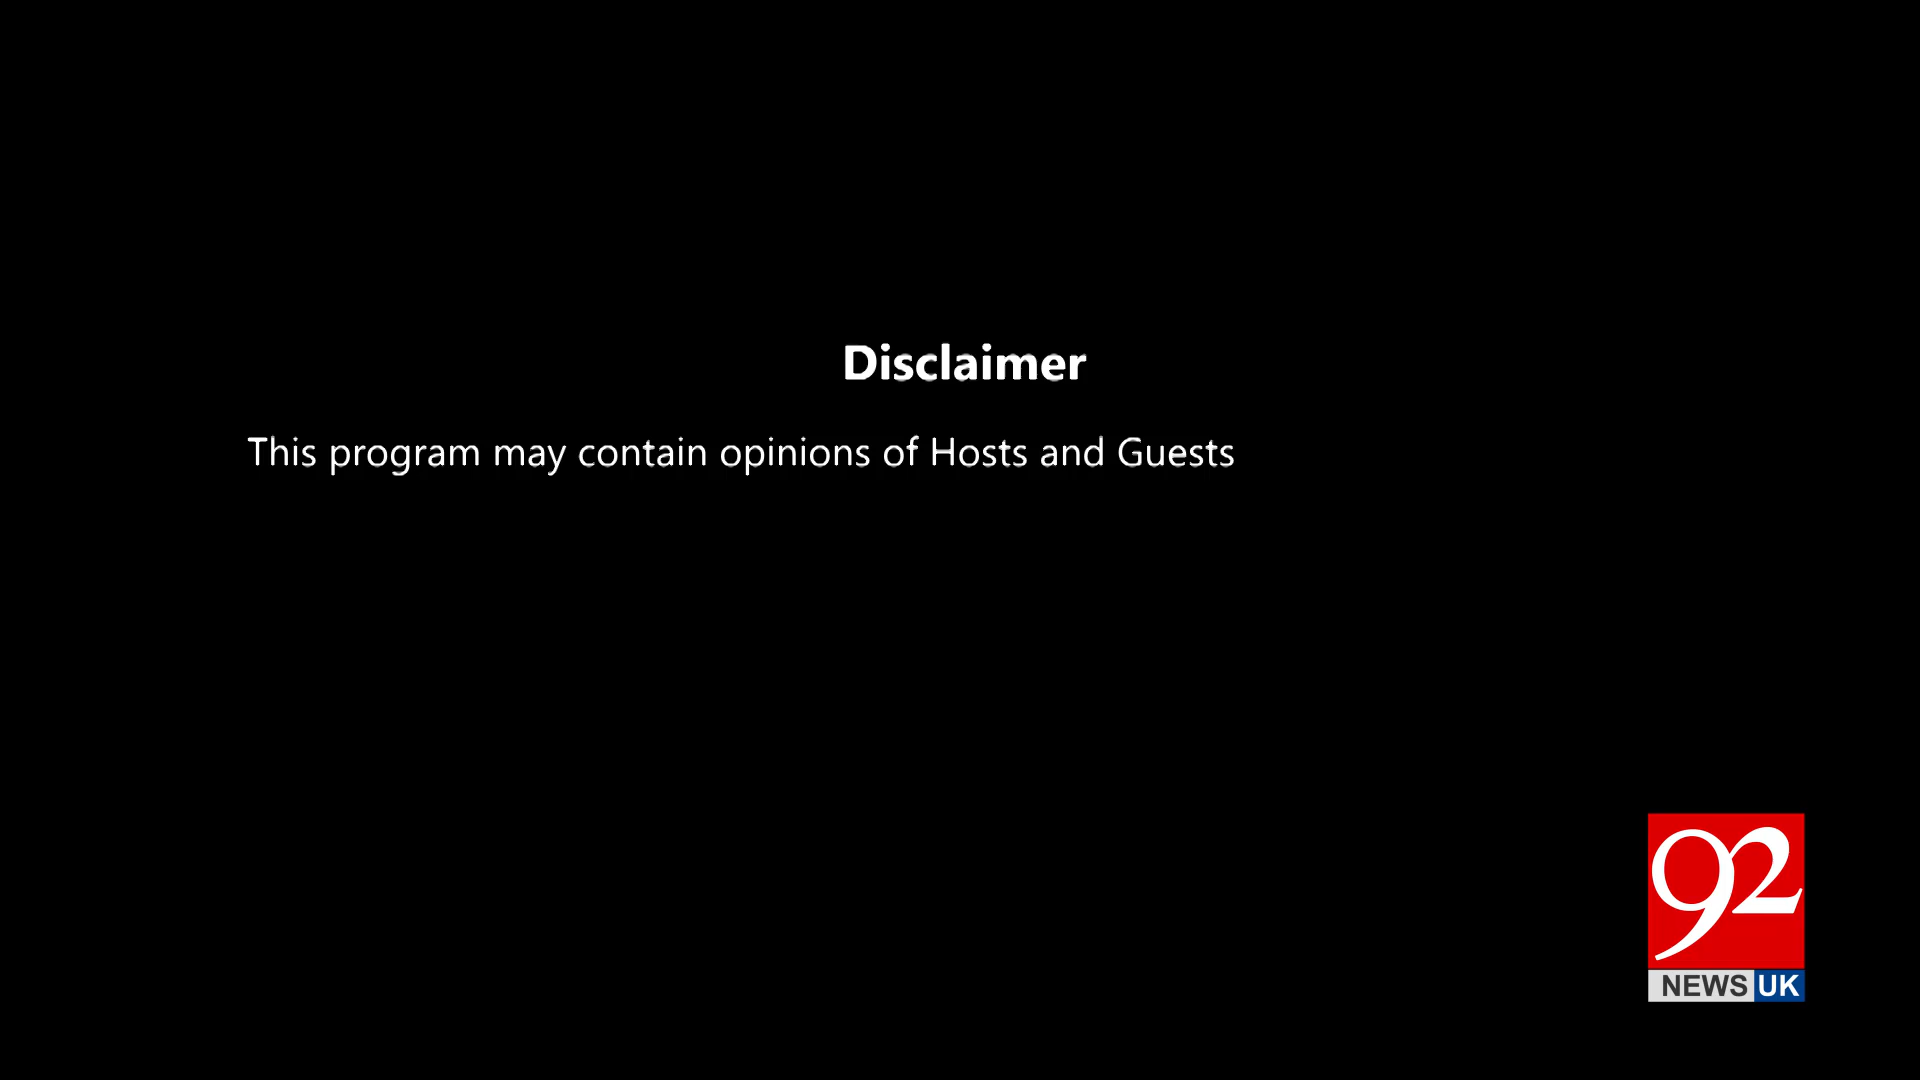 Disclaimer
This program may contain opinions of Hosts and Guests
92
NEWS UK